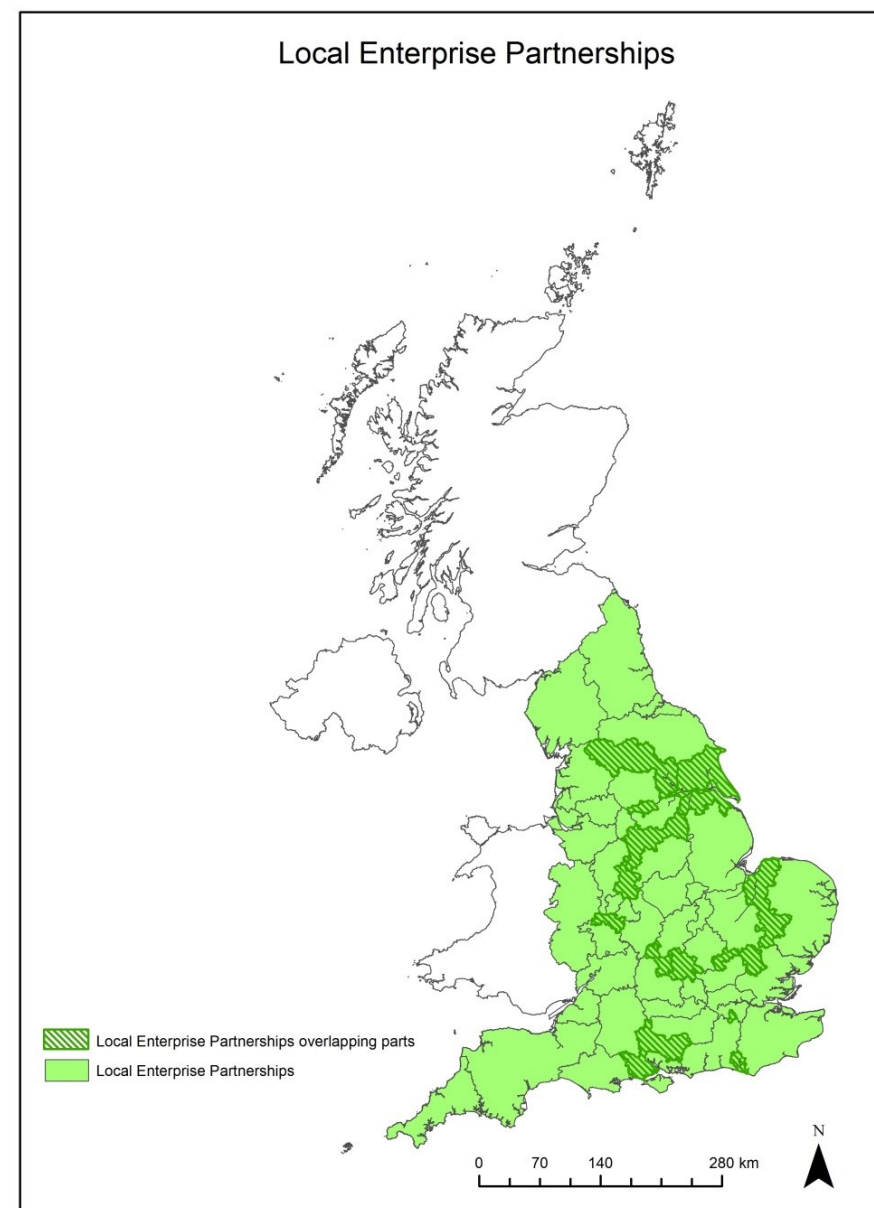 Local Enterprise Partnerships
Local Enterprise Partnerships overlapping parts
Local Enterprise Partnerships
N
0 70 140 280 km